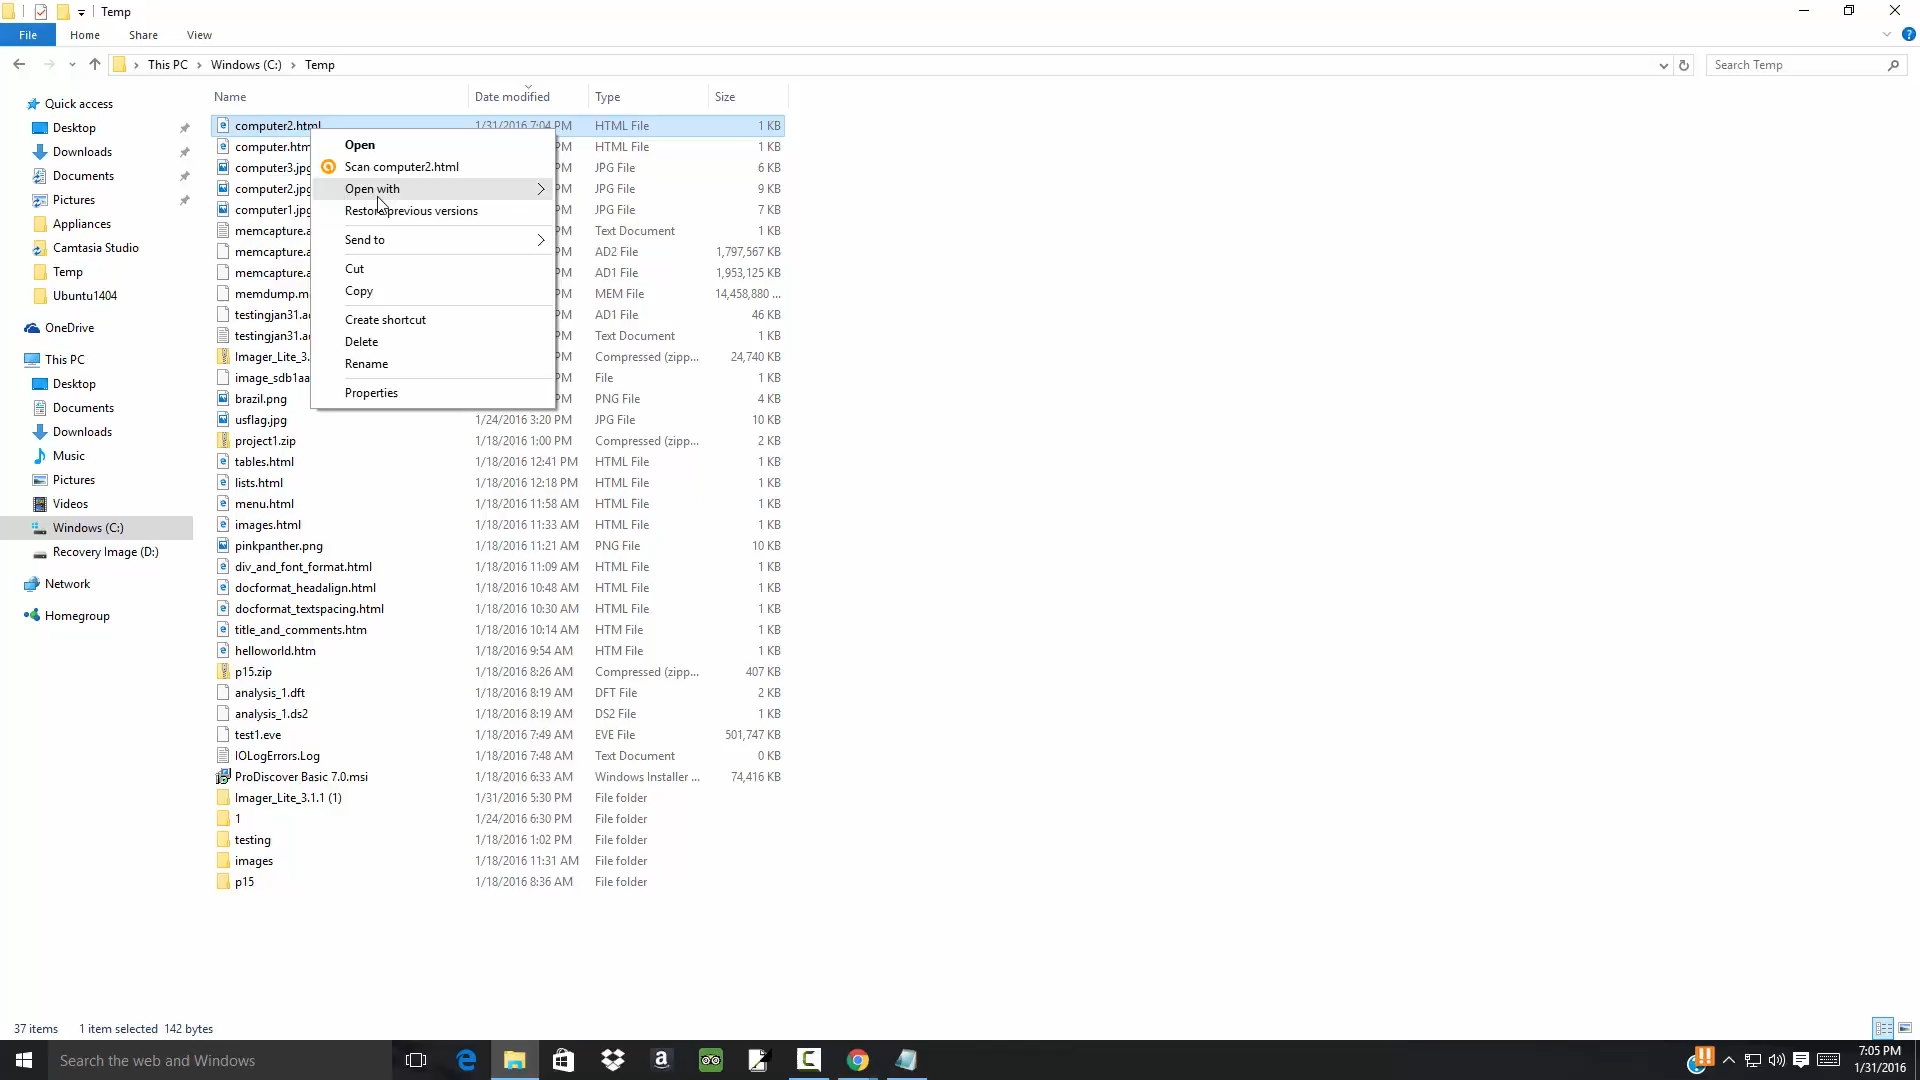 Temp
File Home Share View
This PC Windows (C:) Temp
Search Temp
Name Date modified Type Size
Quick access
Desktop
Downloads
Documents
Pictures
Appliances
Camtasia Studio
Temp
Ubuntu1404
OneDrive
This PC
Desktop
Documents
Downloads
Music
Pictures
Videos
Windows (C:)
Recovery Image (D:)
Network
Homegroup
computer2.html 1/31/2016 7:04 PM HTML File 1 KB
computer.htm PM HTML File 1 KB
computer3.jpg PM JPG File 6 KB
computer2.jpg PM JPG File 9 KB
computer1.jpg PM JPG File 7 KB
memcapture.a PM Text Document 1 KB
memcapture.a PM AD2 File 1,797,567 KB
memcapture.a PM AD1 File 1,953,125 KB
memdump.m PM MEM File 14,458,880 ...
testingjan31.a PM AD1 File 46 KB
testingjan31.a PM Text Document 1 KB
Imager_Lite_3. PM Compressed (zipp... 24,740 KB
image_sdb1aa PM File 1 KB
brazil.png PM PNG File 4 KB
usflag.jpg 1/24/2016 3:20 PM JPG File 10 KB
project1.zip 1/18/2016 1:00 PM Compressed (zipp... 2 KB
tables.html 1/18/2016 12:41 PM HTML File 1 KB
lists.html 1/18/2016 12:18 PM HTML File 1 KB
menu.html 1/18/2016 11:58 AM HTML File 1 KB
images.html 1/18/2016 11:33 AM HTML File 1 KB
pinkpanther.png 1/18/2016 11:21 AM PNG File 10 KB
div_and_font_format.html 1/18/2016 11:09 AM HTML File 1 KB
docformat_headalign.html 1/18/2016 10:48 AM HTML File 1 KB
docformat_textspacing.html 1/18/2016 10:30 AM HTML File 1 KB
title_and_comments.htm 1/18/2016 10:14 AM HTM File 1 KB
helloworld.htm 1/18/2016 9:54 AM HTM File 1 KB
p15.zip 1/18/2016 8:26 AM Compressed (zipp... 407 KB
analysis_1.dft 1/18/2016 8:19 AM DFT File 2 KB
analysis_1.ds2 1/18/2016 8:19 AM DS2 File 1 KB
test1.eve 1/18/2016 7:49 AM EVE File 501,747 KB
IOLogErrors.Log 1/18/2016 7:48 AM Text Document 0 KB
ProDiscover Basic 7.0.msi 1/18/2016 6:33 AM Windows Installer ... 74,416 KB
Imager_Lite_3.1.1 (1) 1/31/2016 5:30 PM File folder
1 1/24/2016 6:30 PM File folder
testing 1/18/2016 1:02 PM File folder
images 1/18/2016 11:31 AM File folder
p15 1/18/2016 8:36 AM File folder
Open
Scan computer2.html
Open with
Restore previous versions
Send to
Cut
Copy
Create shortcut
Delete
Rename
Properties
37 items 1 item selected 142 bytes
Search the web and Windows
7:05 PM
1/31/2016